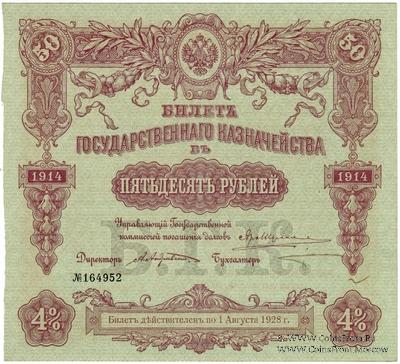 50 50
БИЛЕТЪ
ГОСУДАРСТВЕННАГО КАЗНАЧЕЙСТВА
ВЪ
1914 1914
ПЯТЬДЕСЯТЪ РУБЛЕЙ
Управляющій Государственной
коммисіей погашенія долговъ
Директоръ Бухгалтеръ
№164952
4% 4%
Билетъ дѣйствителенъ по 1 Августа 1928 г.